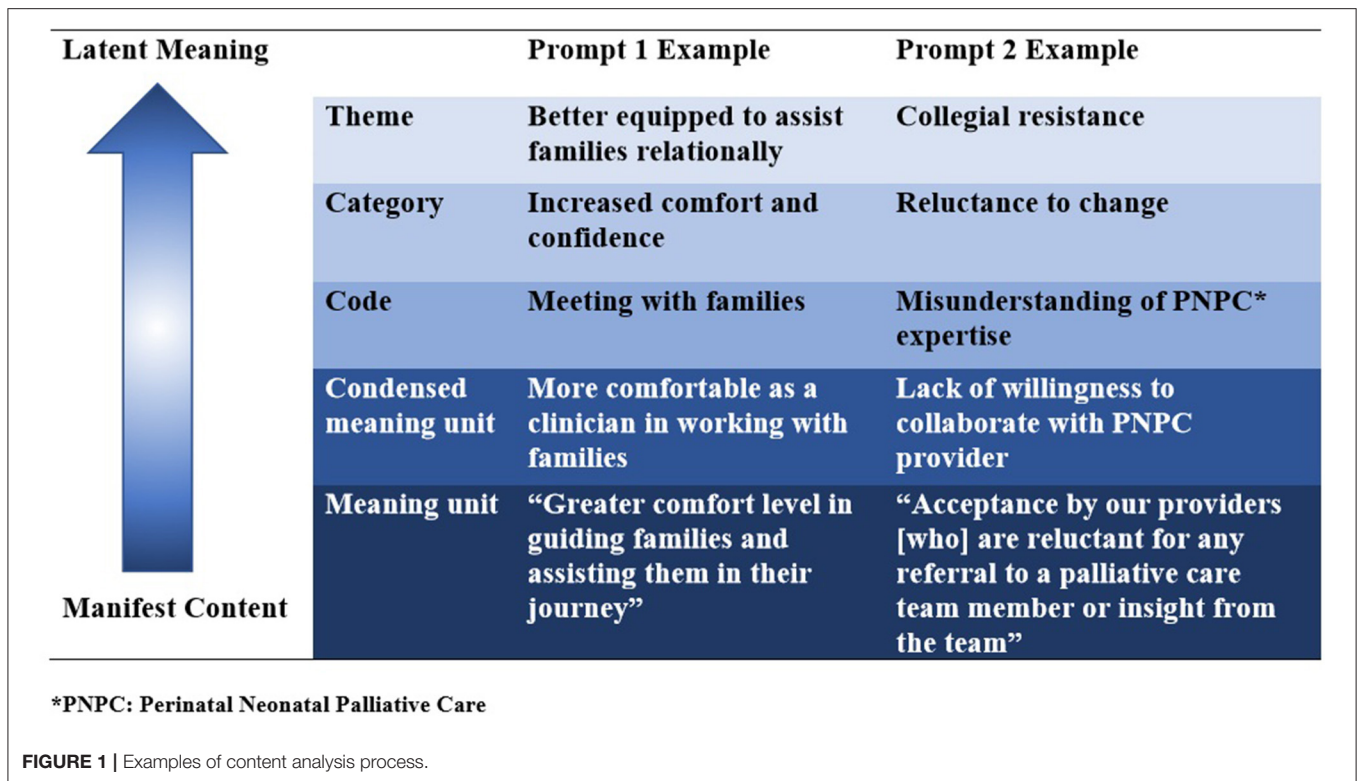 Latent Meaning
Prompt 1 Example
Prompt 2 Example
Theme
Better equipped to assist
families relationally
Collegial resistance
Category
Increased comfort and
confidence
Reluctance to change
Code
Meeting with families
Misunderstanding of PNPC*
expertise
Condensed
meaning unit
More comfortable as a
clinician in working with
families
Lack of willingness to
collaborate with PNPC
provider
Meaning unit
“Greater comfort level in
guiding families and
assisting them in their
journey”
“Acceptance by our providers
[who] are reluctant for any
referral to a palliative care
team member or insight from
the team”
Manifest Content
*PNPC: Perinatal Neonatal Palliative Care
FIGURE 1 | Examples of content analysis process.